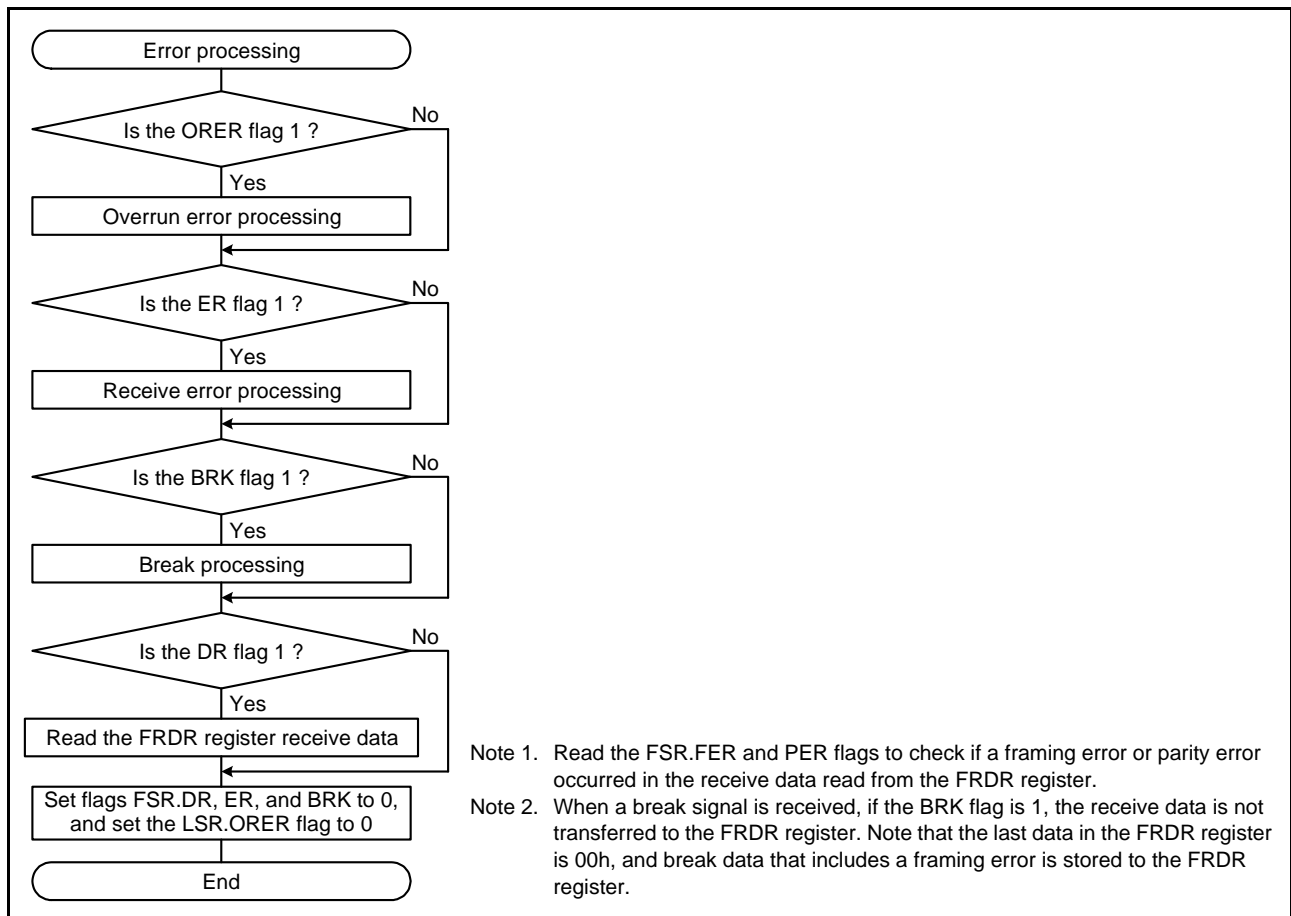 Error processing
No
Is the ORER flag 1 ?
Yes
Overrun error processing
No
Is the ER flag 1 ?
Yes
Receive error processing
No
Is the BRK flag 1 ?
Yes
Break processing
No
Is the DR flag 1 ?
Yes
Read the FRDR register receive data
Set flags FSR.DR, ER, and BRK to 0,
and set the LSR.ORER flag to 0
End
Note 1. Read the FSR.FER and PER flags to check if a framing error or parity error
occurred in the receive data read from the FRDR register.
Note 2. When a break signal is received, if the BRK flag is 1, the receive data is not
transferred to the FRDR register. Note that the last data in the FRDR register
is 00h, and break data that includes a framing error is stored to the FRDR
register.